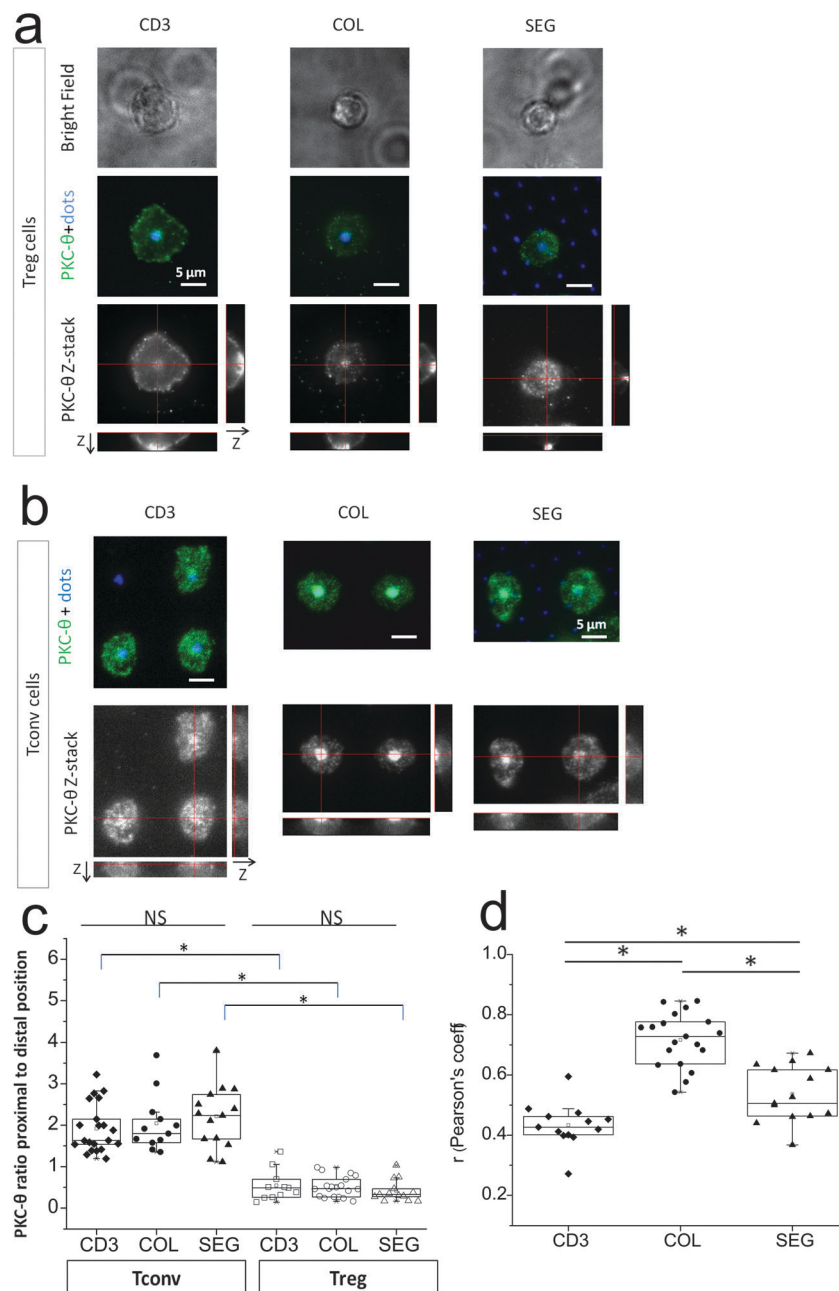 a
CD3 COL SEG
Treg cells
Bright Field
PKC-θ+dots
5 µm
PKC-θ Z-stack
Z
Z
b
CD3 COL SEG
Tconv cells
PKC-θ + dots
5 µm
PKC-θ Z-stack
Z
Z
c
NS NS
*
*
*
PKC-θ ratio proximal to distal position
6
5
4
3
2
1
0
CD3 COL SEG CD3 COL SEG
Tconv Treg
d
*
* *
r (Pearson's coeff
1.0
0.8
0.6
0.4
0.2
CD3 COL SEG